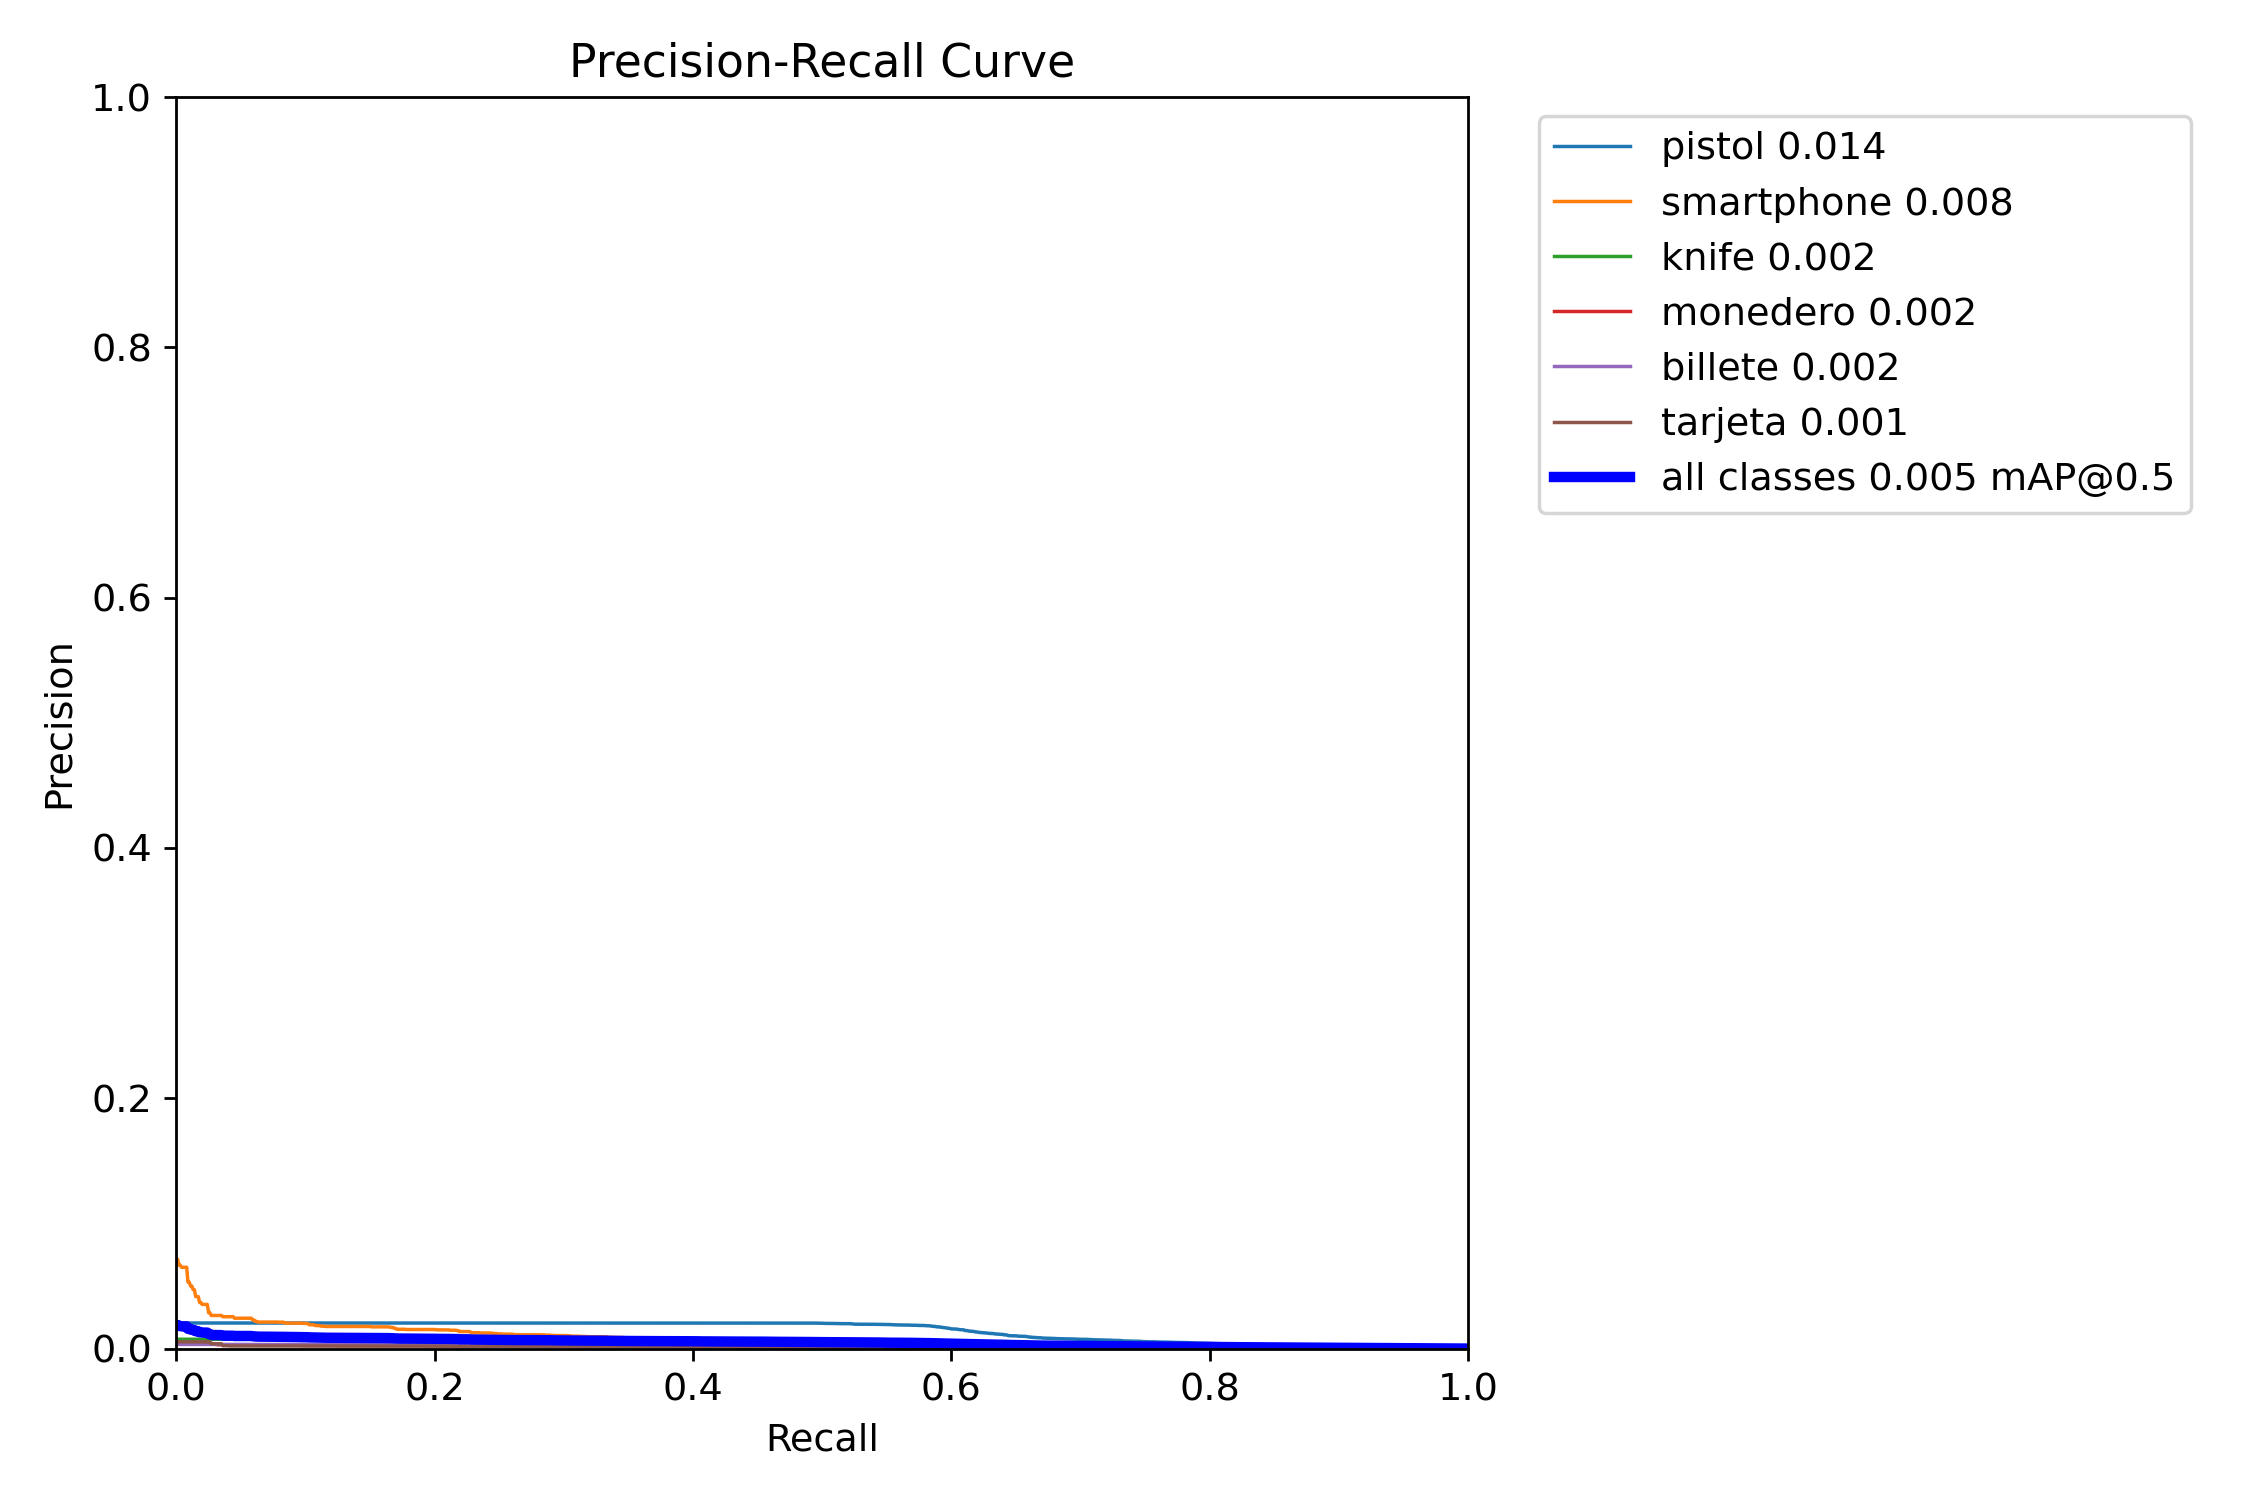 Precision-Recall Curve
1.0
0.8
0.6
0.4
0.2
0.0
Precision
0.0 0.2 0.4 0.6 0.8 1.0
Recall
pistol 0.014
smartphone 0.008
knife 0.002
monedero 0.002
billete 0.002
tarjeta 0.001
all classes 0.005 mAP@0.5